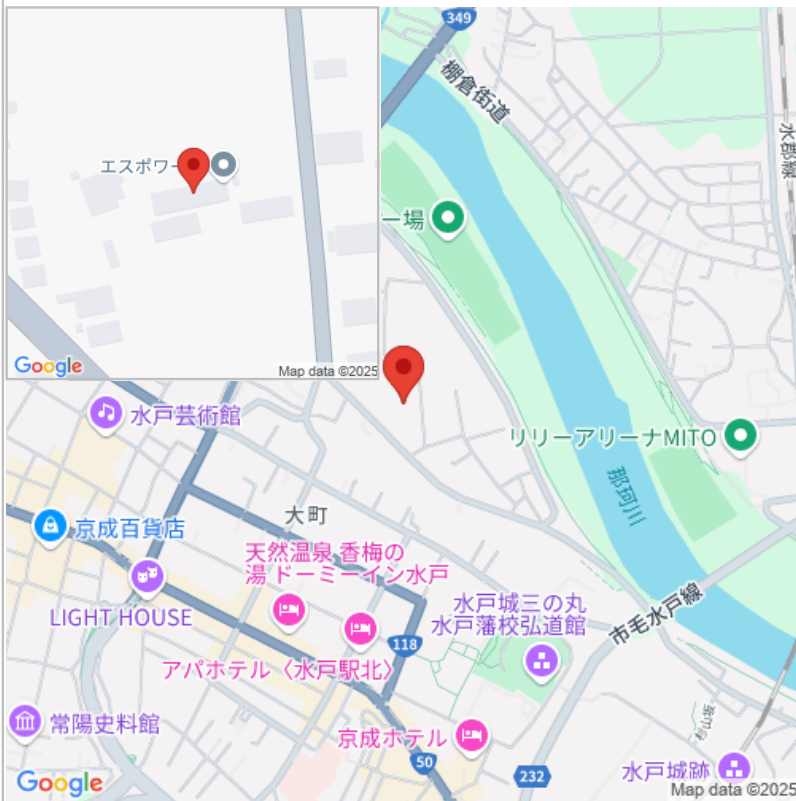 エスポワー
Google
Map data ©2025
349
棚倉街道
水郡線
ー場
リリーアリーナMITO
那珂川
水戸芸術館
大町
京成百貨店
天然温泉 香梅の
湯 ドーミーイン水戸
LIGHT HOUSE
水戸城三の丸
水戸藩校弘道館
市毛水戸線
118
アパホテル〈水戸駅北〉
常陽史料館
京成ホテル
杉山坂
50
232
水戸城跡
Google
Map data ©2025